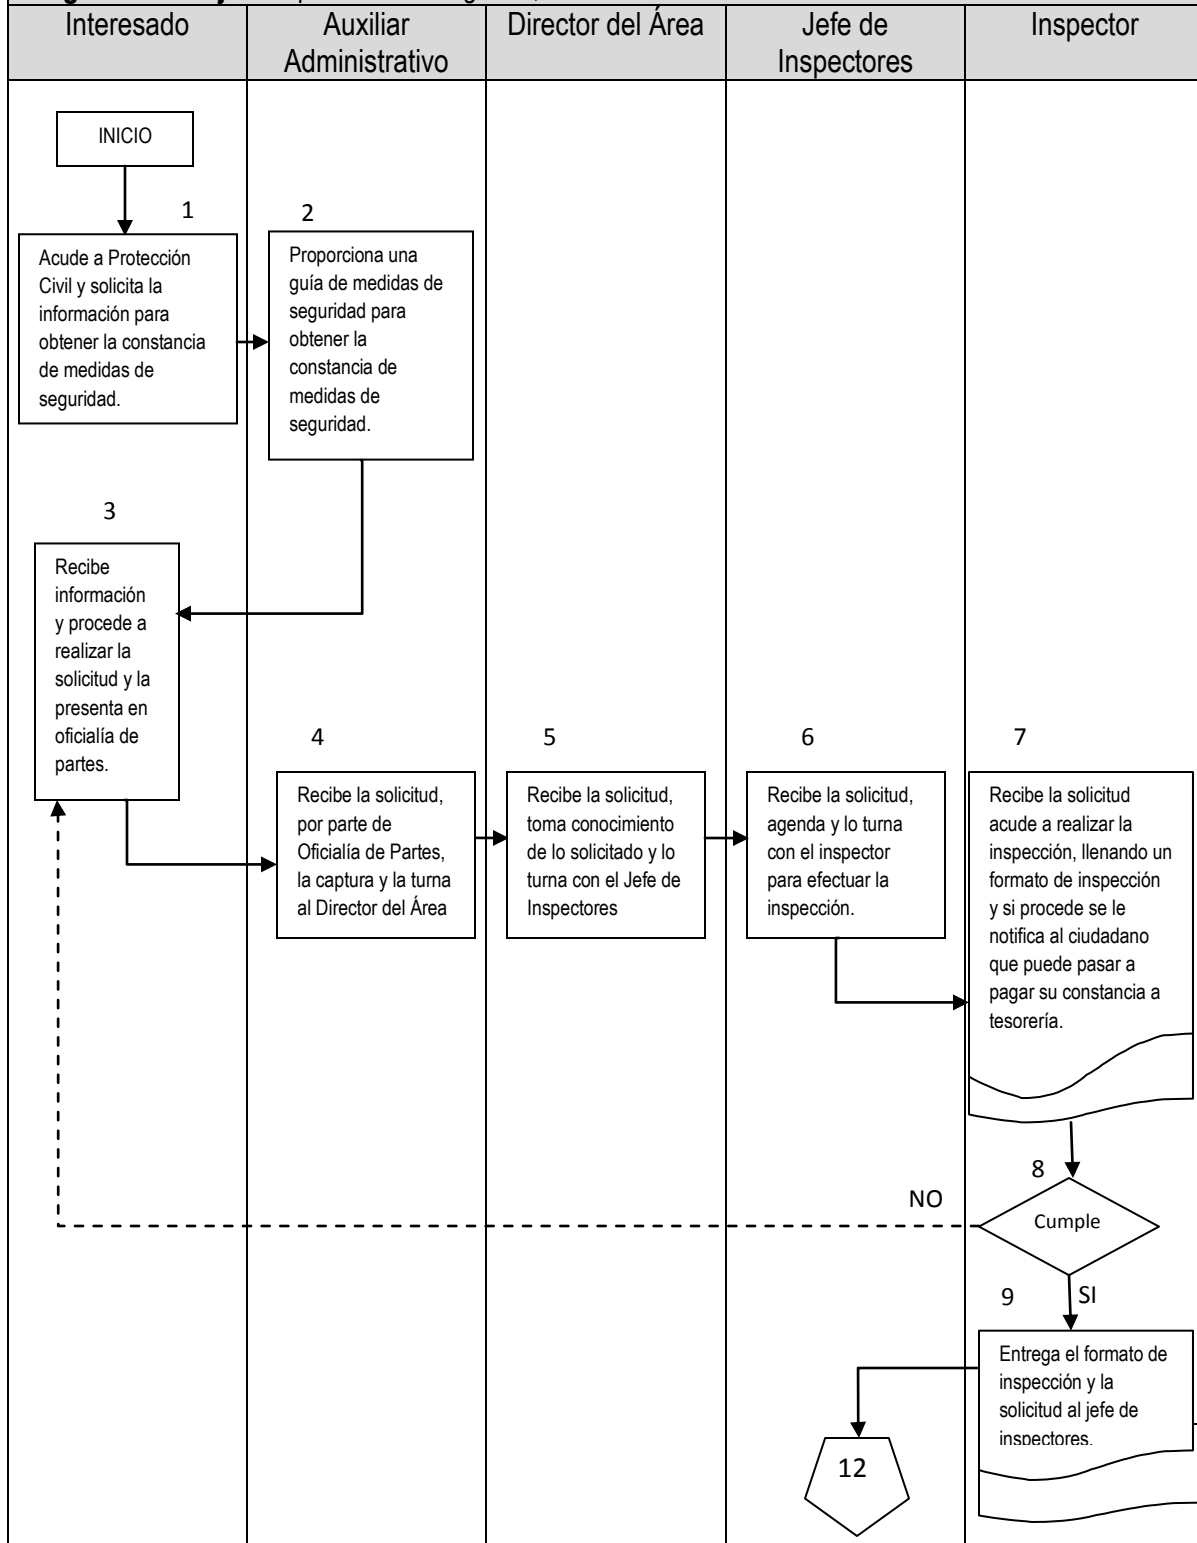 Interesado
Auxiliar
Administrativo
Director del Área
Jefe de
Inspectores
Inspector
INICIO
1
Acude a Protección
Civil y solicita la
información para
obtener la constancia
de medidas de
seguridad.
2
Proporciona una
guía de medidas de
seguridad para
obtener la
constancia de
medidas de
seguridad.
3
Recibe
información
y procede a
realizar la
solicitud y la
presenta en
oficialía de
partes.
4
Recibe la solicitud,
por parte de
Oficialía de Partes,
la captura y la turna
al Director del Área
5
Recibe la solicitud,
toma conocimiento
de lo solicitado y lo
turna con el Jefe de
Inspectores
6
Recibe la solicitud,
agenda y lo turna
con el inspector
para efectuar la
inspección.
7
Recibe la solicitud
acude a realizar la
inspección, llenando un
formato de inspección
y si procede se le
notifica al ciudadano
que puede pasar a
pagar su constancia a
tesorería.
8
NO
Cumple
9
SI
Entrega el formato de
inspección y la
solicitud al jefe de
inspectores.
12